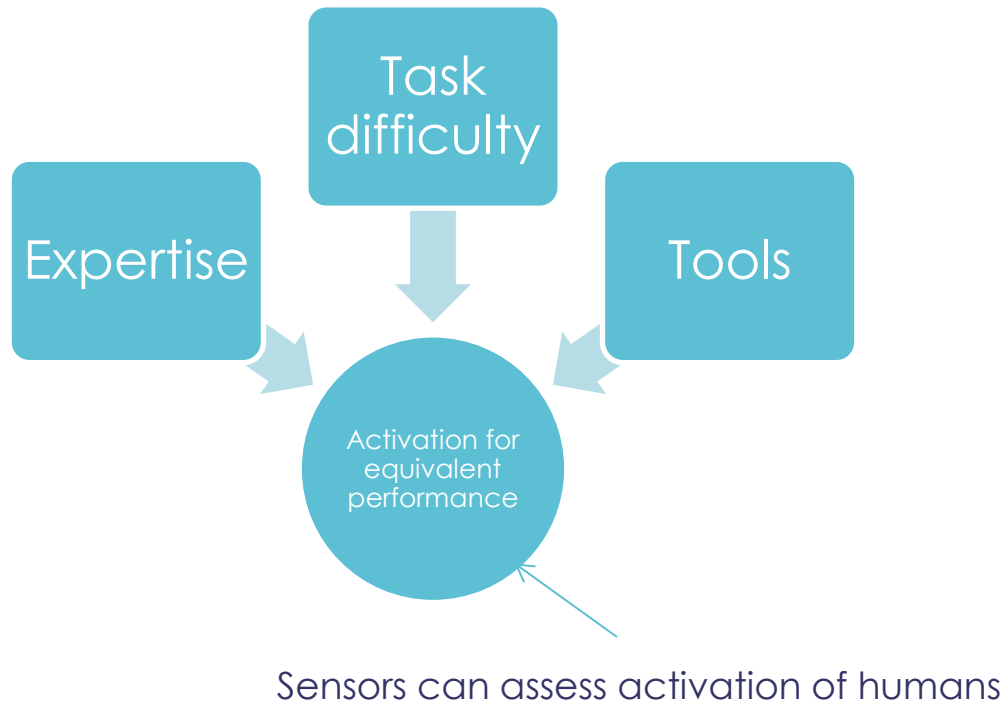 Task
difficulty
Expertise
Tools
Activation for
equivalent
performance
Sensors can assess activation of humans